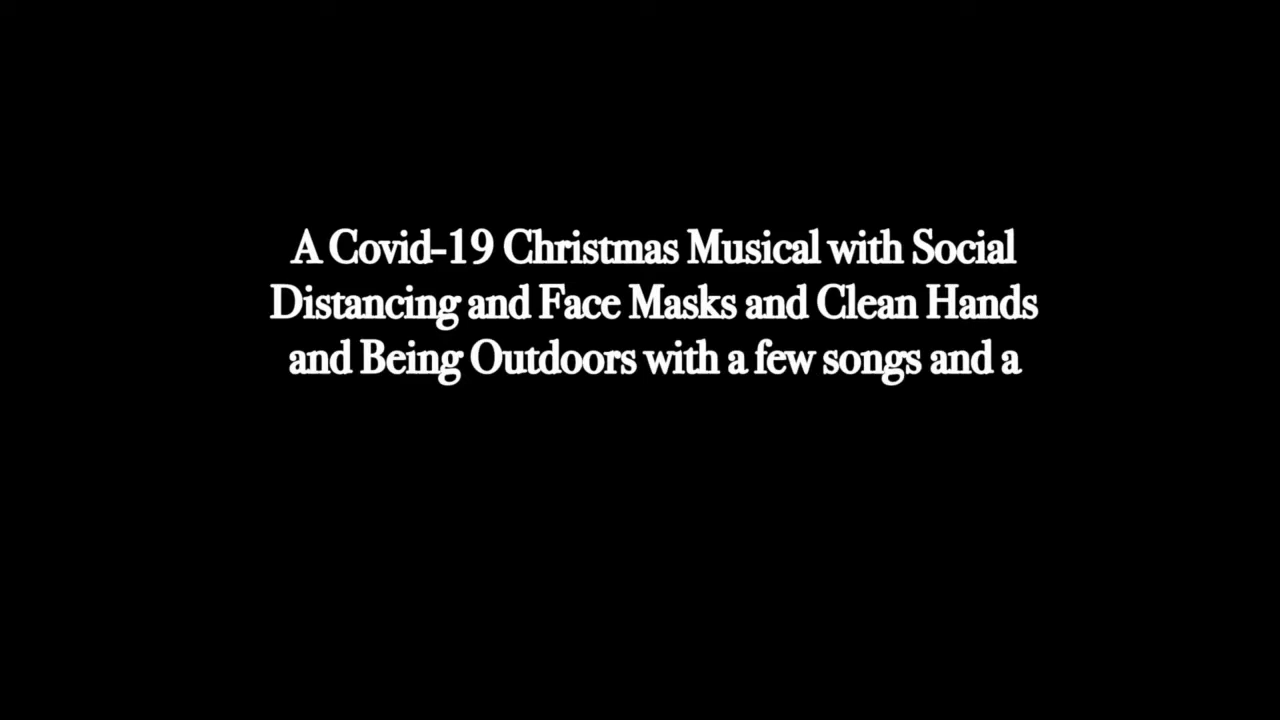 A Covid-19 Christmas Musical with Social
Distancing and Face Masks and Clean Hands
and Being Outdoors with a few songs and a